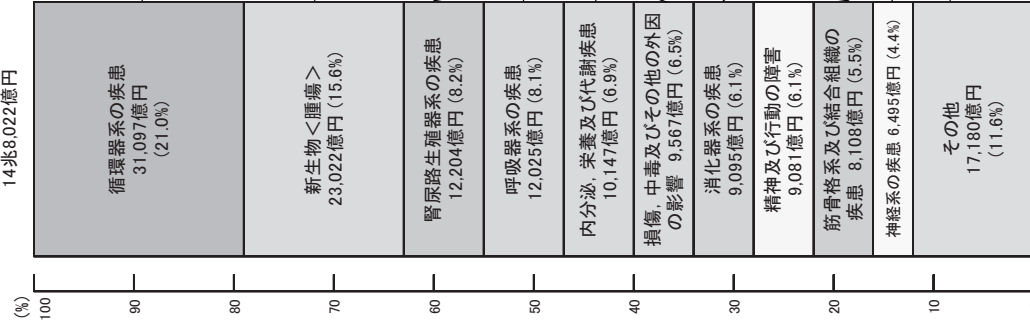 14兆8,022億円
循環器系の疾患
31,097億円
(21.0%)
新生物＜腫瘍＞
23,022億円 (15.6%)
腎尿路生殖器系の疾患
12,204億円 (8.2%)
呼吸器系の疾患
12,025億円 (8.1%)
内分泌, 栄養及び代謝疾患
10,147億円 (6.9%)
損傷, 中毒及びその他の外因
の影響 9,567億円 (6.5%)
消化器系の疾患
9,095億円 (6.1%)
精神及び行動の障害
9,081億円 (6.1%)
筋骨格系及び結合組織の
疾患 8,108億円 (5.5%)
神経系の疾患 6,495億円 (4.4%)
その他
17,180億円
(11.6%)
(%)
100
90
80
70
60
50
40
30
20
10